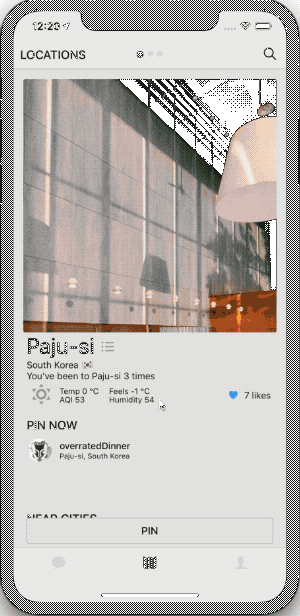 12:29
LOCATIONS
Paju-si
South Korea 🇰🇷
You've been to Paju-si 3 times
Temp 0 °C Feels -1 °C
AQI 53 Humidity 54
7 likes
PIN NOW
overratedDinner
Paju-si, South Korea
NEAR CITIES
PIN